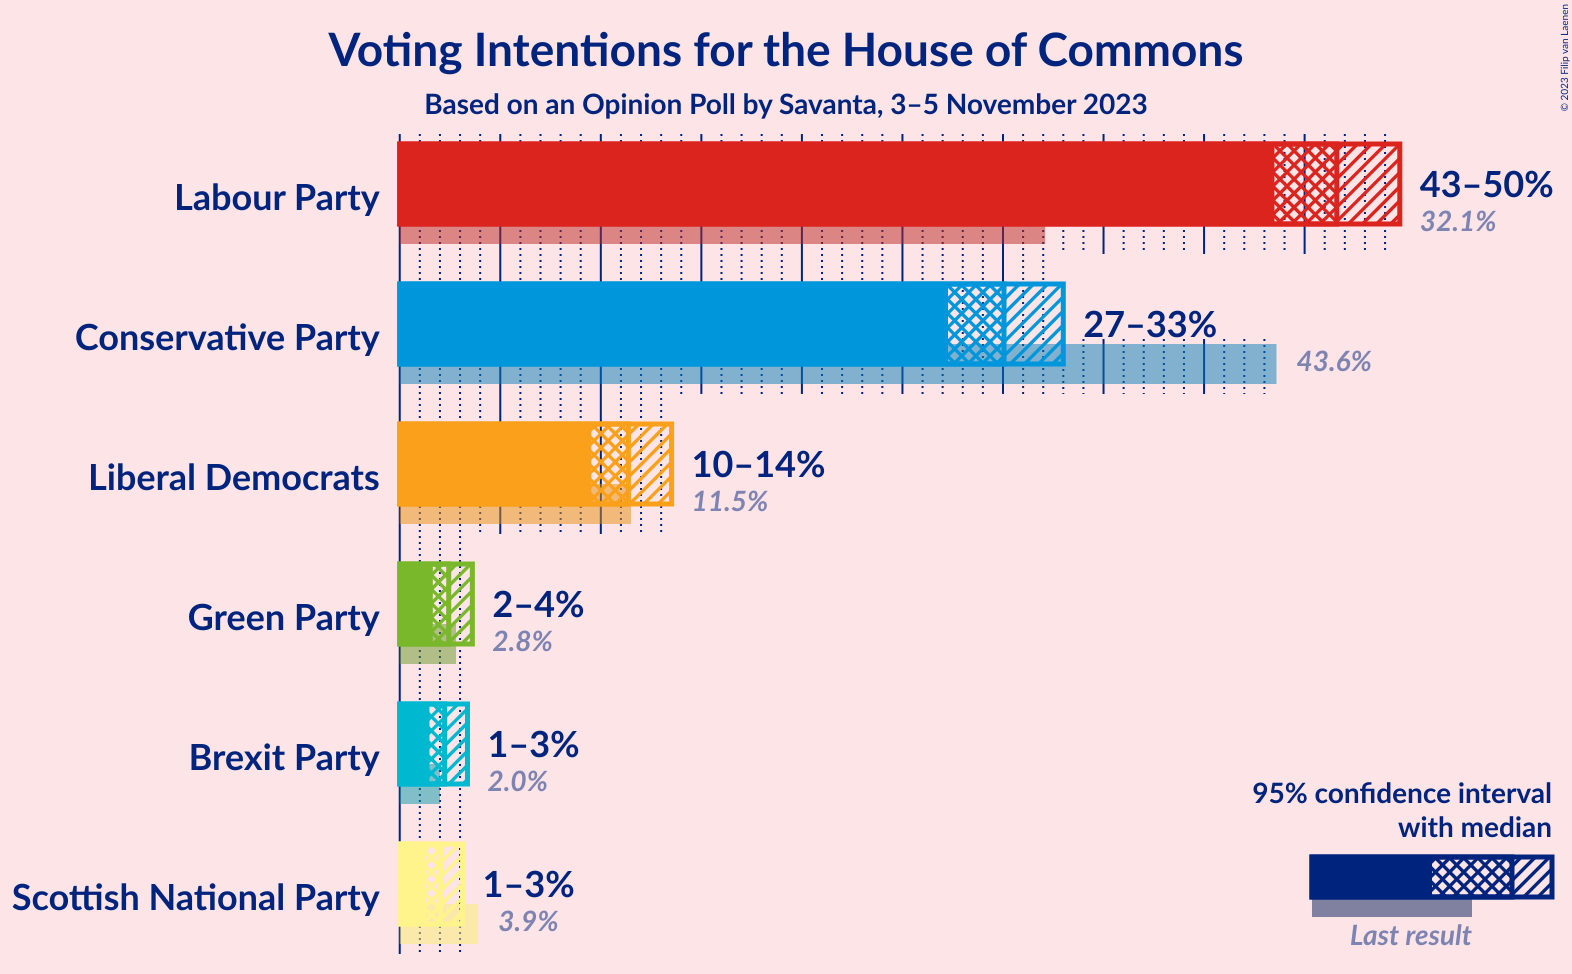 Voting Intentions for the House of Commons
Based on an Opinion Poll by Savanta, 3–5 November 2023
© 2023 Filip van Laenen
Labour Party
43–50%
32.1%
Conservative Party
27–33%
43.6%
Liberal Democrats
10–14%
11.5%
Green Party
2–4%
2.8%
Brexit Party
1–3%
2.0%
Scottish National Party
1–3%
3.9%
95% confidence interval
with median
Last result